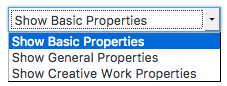 Show Basic Properties
Show Basic Properties
Show General Properties
Show Creative Work Properties